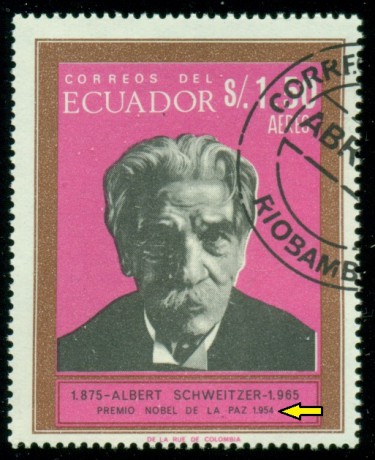 CORREOS DEL
ECUADOR S/. 1.50
AEREO
1.875-ALBERT SCHWEITZER-1.965
PREMIO NOBEL DE LA PAZ 1.954
DE LA RUE DE COLOMBIA
CORRE
ABR
RIOBAMB